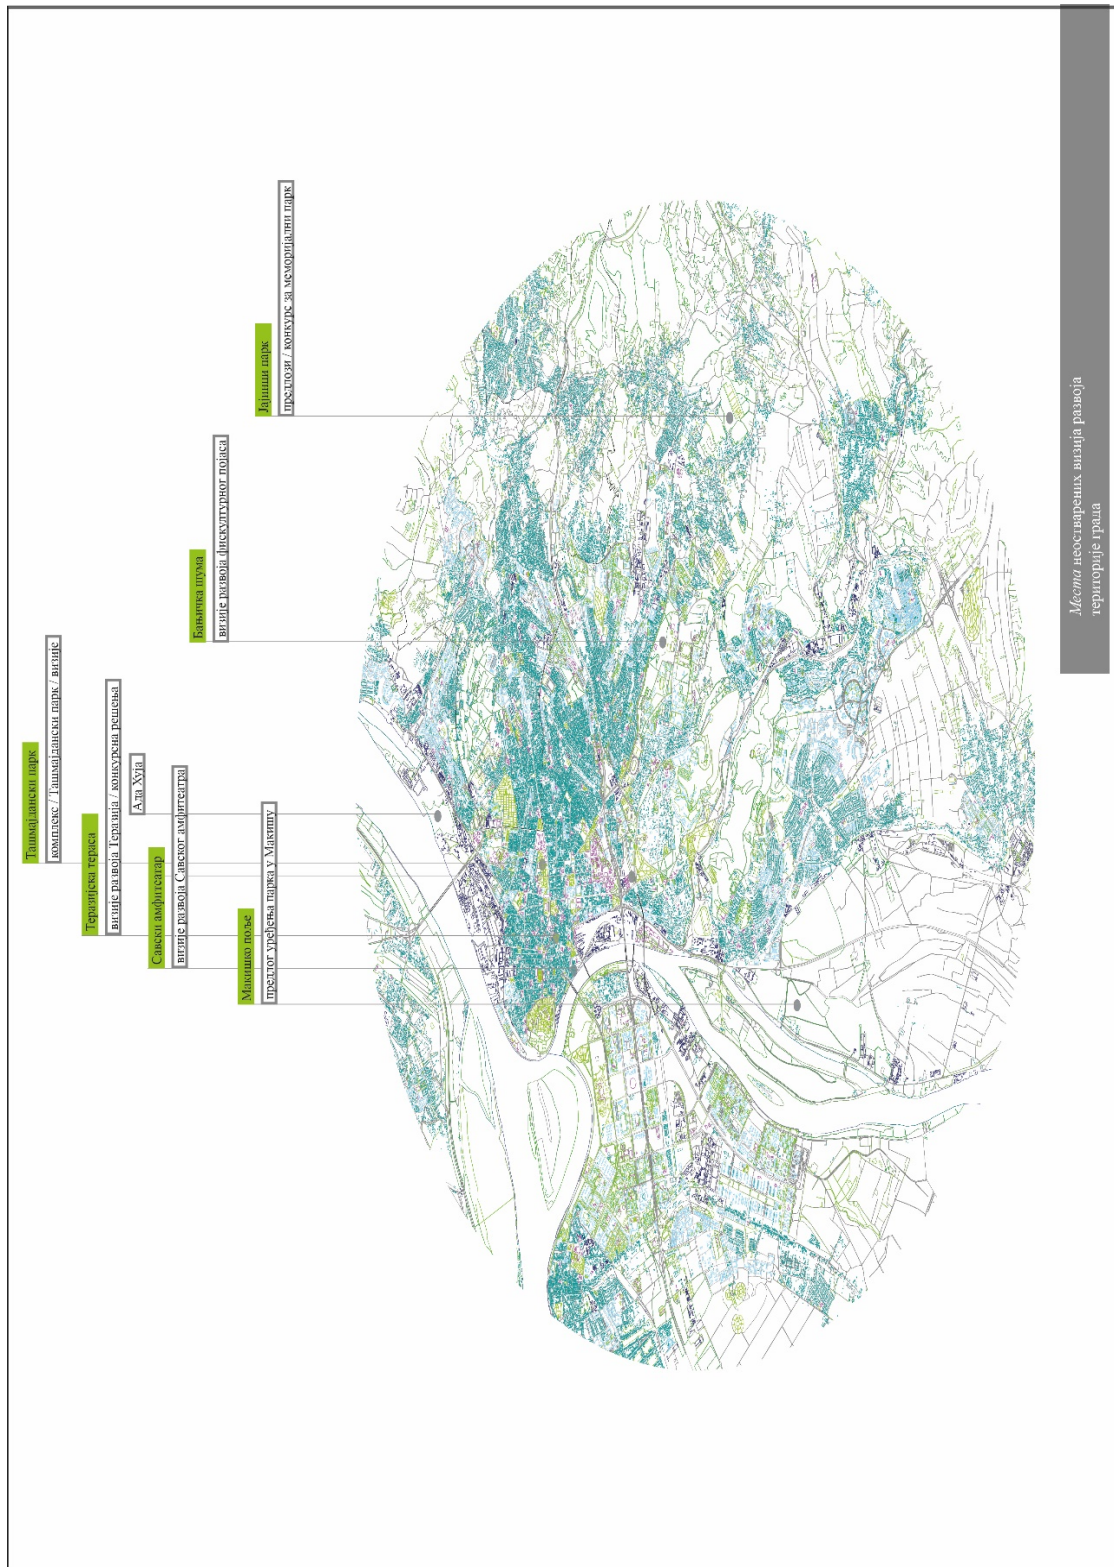 Ташмајдански парк
комплекс / Ташмајдански парк / визије
Теразијска тераса
визије развоја Теразија / конкурсна решења
Ада Хуја
Савски амфитеатар
визије развоја Савског амфитеатра
Бањичка шума
визије развоја фискултурног појаса
Макишко поље
предлог уређења парка у Макишу
Јајинци парк
предлози / конкурс за меморијални парк
Места неостварених визија развоја
територије града